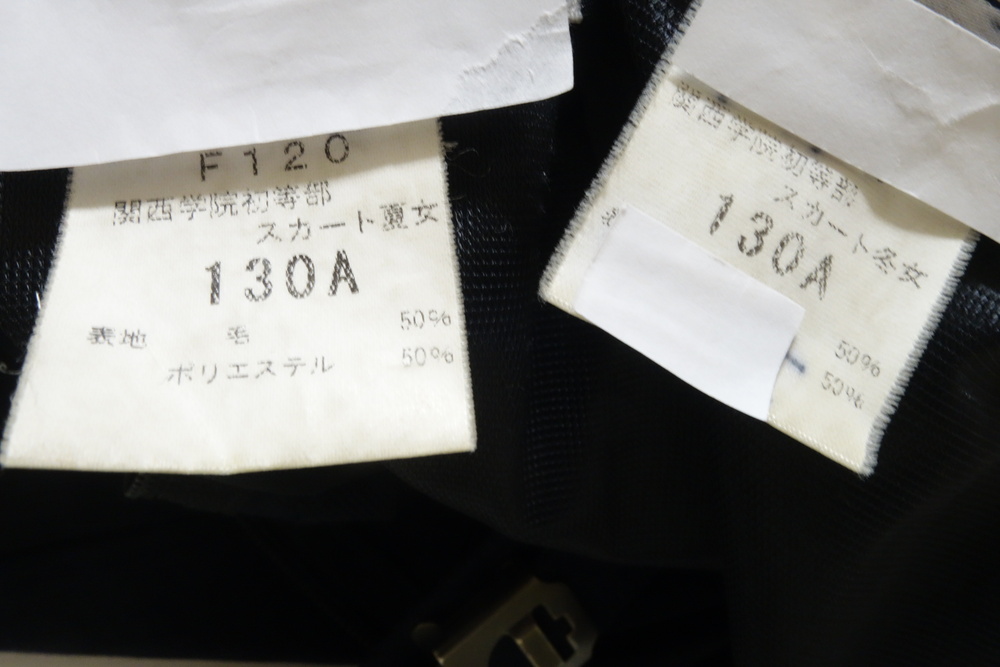 F120
関西学院初等部
スカート夏女
130A
表地 毛 50%
ポリエステル 50%
関西学院初等部
スカート冬女
130A
50%
50%